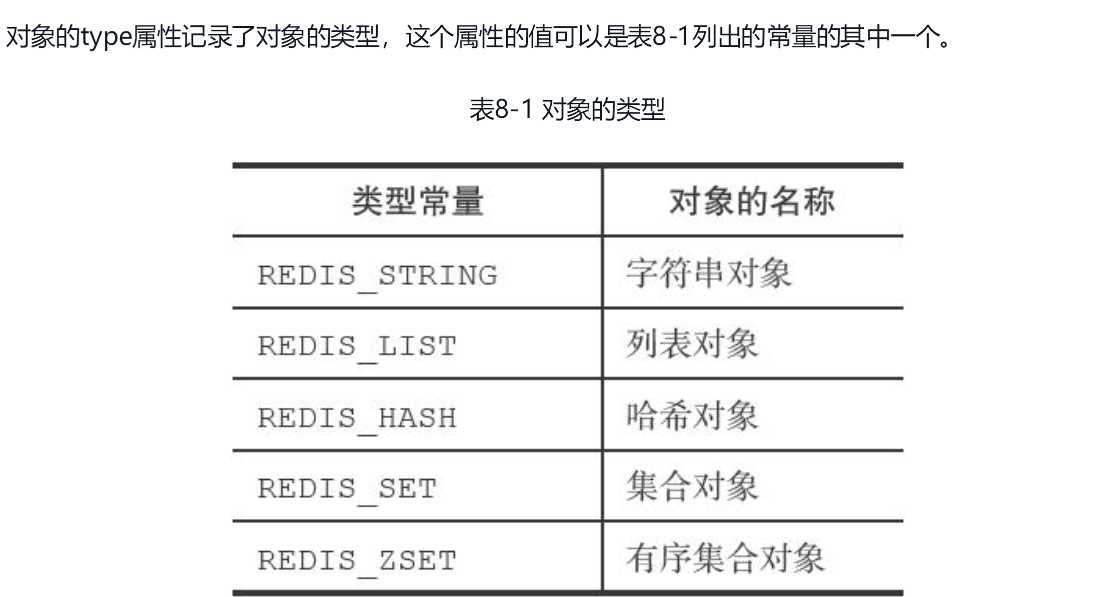 对象的type属性记录了对象的类型，这个属性的值可以是表8-1列出的常量的其中一个。
表8-1 对象的类型
类型常量 对象的名称
REDIS_STRING 字符串对象
REDIS_LIST 列表对象
REDIS_HASH 哈希对象
REDIS_SET 集合对象
REDIS_ZSET 有序集合对象